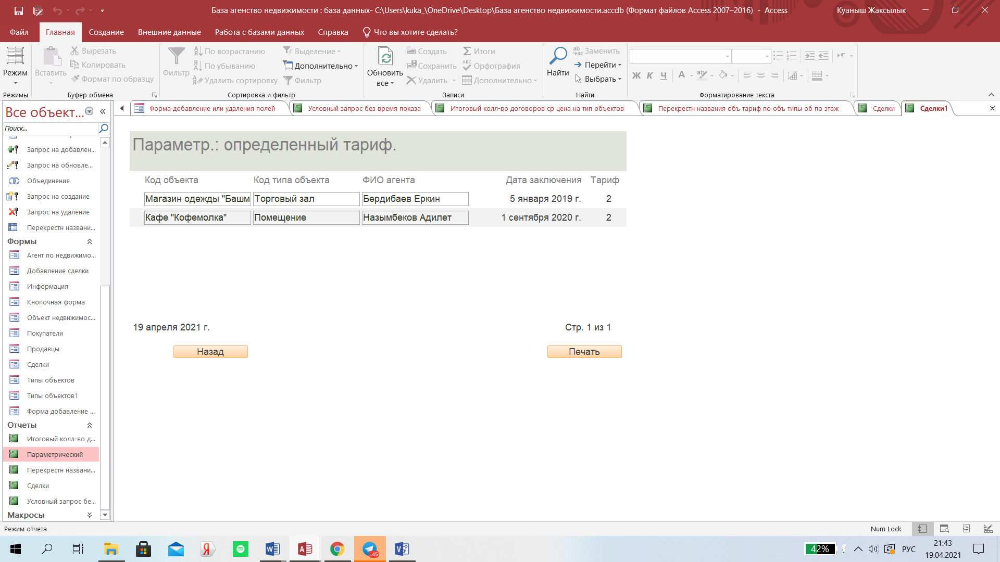 База агенство недвижимости : база данных- C:\Users\kuka_\OneDrive\Desktop\База агенство недвижимости.accdb (Формат файлов Access 2007–2016)  -  Access
Куаныш Жаксылык
Файл
Главная
Создание
Внешние данные
Работа с базами данных
Справка
Что вы хотите сделать?
Режим
Режимы
Вставить
Вырезать
Копировать
Формат по образцу
Буфер обмена
Фильтр
По возрастанию
По убыванию
Удалить сортировку
Выделение
Дополнительно
Фильтр
Сортировка и фильтр
Обновить
все
Создать
Сохранить
Удалить
Итоги
Орфография
Дополнительно
Записи
Найти
Заменить
Перейти
Выбрать
Найти
Ж К Ч А
Форматирование текста
Все объект...
Поиск...
Форма добавление или удаления полей
Условный запрос без время показа
Итоговый колл-во договоров ср цена на тип объектов
Перекрестн названия объ тариф по объ типы об по этаж
Сделки
Сделки1
Запрос на добавлен...
Запрос на обновле...
Объединение
Запрос на создание
Запрос на удаление
Перекрестн названи...
Формы
Агент по недвижимо...
Добавление сделки
Информация
Кнопочная форма
Объект недвижимос...
Покупатели
Продавцы
Сделки
Типы объектов
Типы объектов1
Форма добавление ...
Отчеты
Итоговый колл-во д...
Параметрический
Перекрестн названи...
Сделки
Условный запрос бе...
Макросы
Параметр.: определенный тариф.
Код объекта Код типа объекта ФИО агента Дата заключения Тариф
Магазин одежды "Башм Торговый зал Бердибаев Еркин 5 января 2019 г. 2
Кафе "Кофемолка" Помещение Назымбеков Адилет 1 сентября 2020 г. 2
19 апреля 2021 г. Стр. 1 из 1
Назад Печать
Режим отчета
Num Lock
45
42%
РУС
21:43
19.04.2021